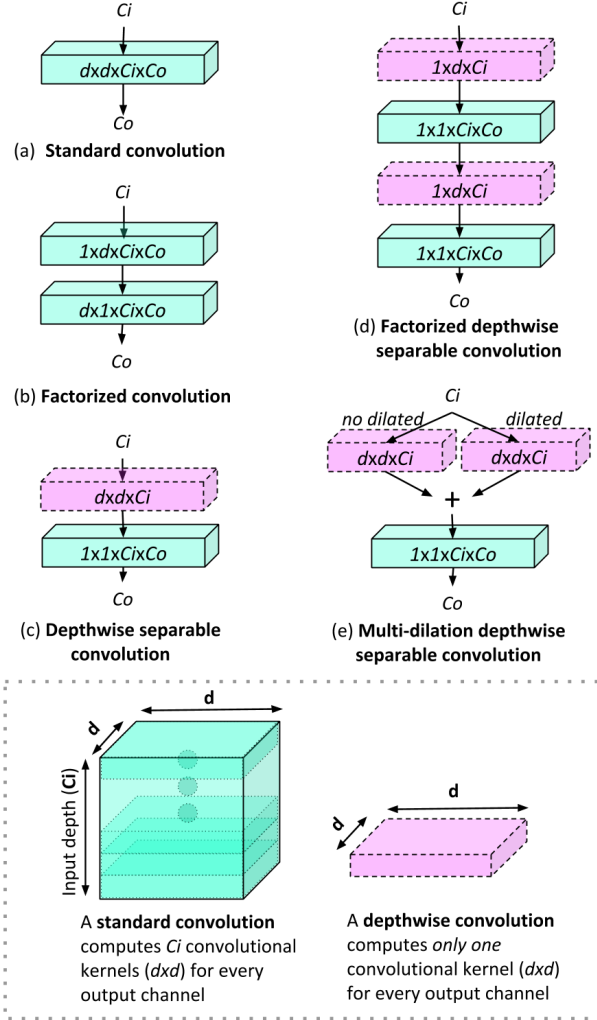 Ci
dxdxCixCo
Co
(a) Standard convolution
Ci
1xdxCixCo
dx1xCixCo
Co
(b) Factorized convolution
Ci
dxdxCi
1x1xCixCo
Co
(c) Depthwise separable
convolution
Ci
1xdxCi
1x1xCixCo
1xdxCi
1x1xCixCo
Co
(d) Factorized depthwise
separable convolution
Ci
no dilated
dilated
dxdxCi
dxdxCi
+
1x1xCixCo
Co
(e) Multi-dilation depthwise
separable convolution
d
d
Input depth (Ci)
A standard convolution
computes Ci convolutional
kernels (dxd) for every
output channel
d
d
A depthwise convolution
computes only one
convolutional kernel (dxd)
for every output channel